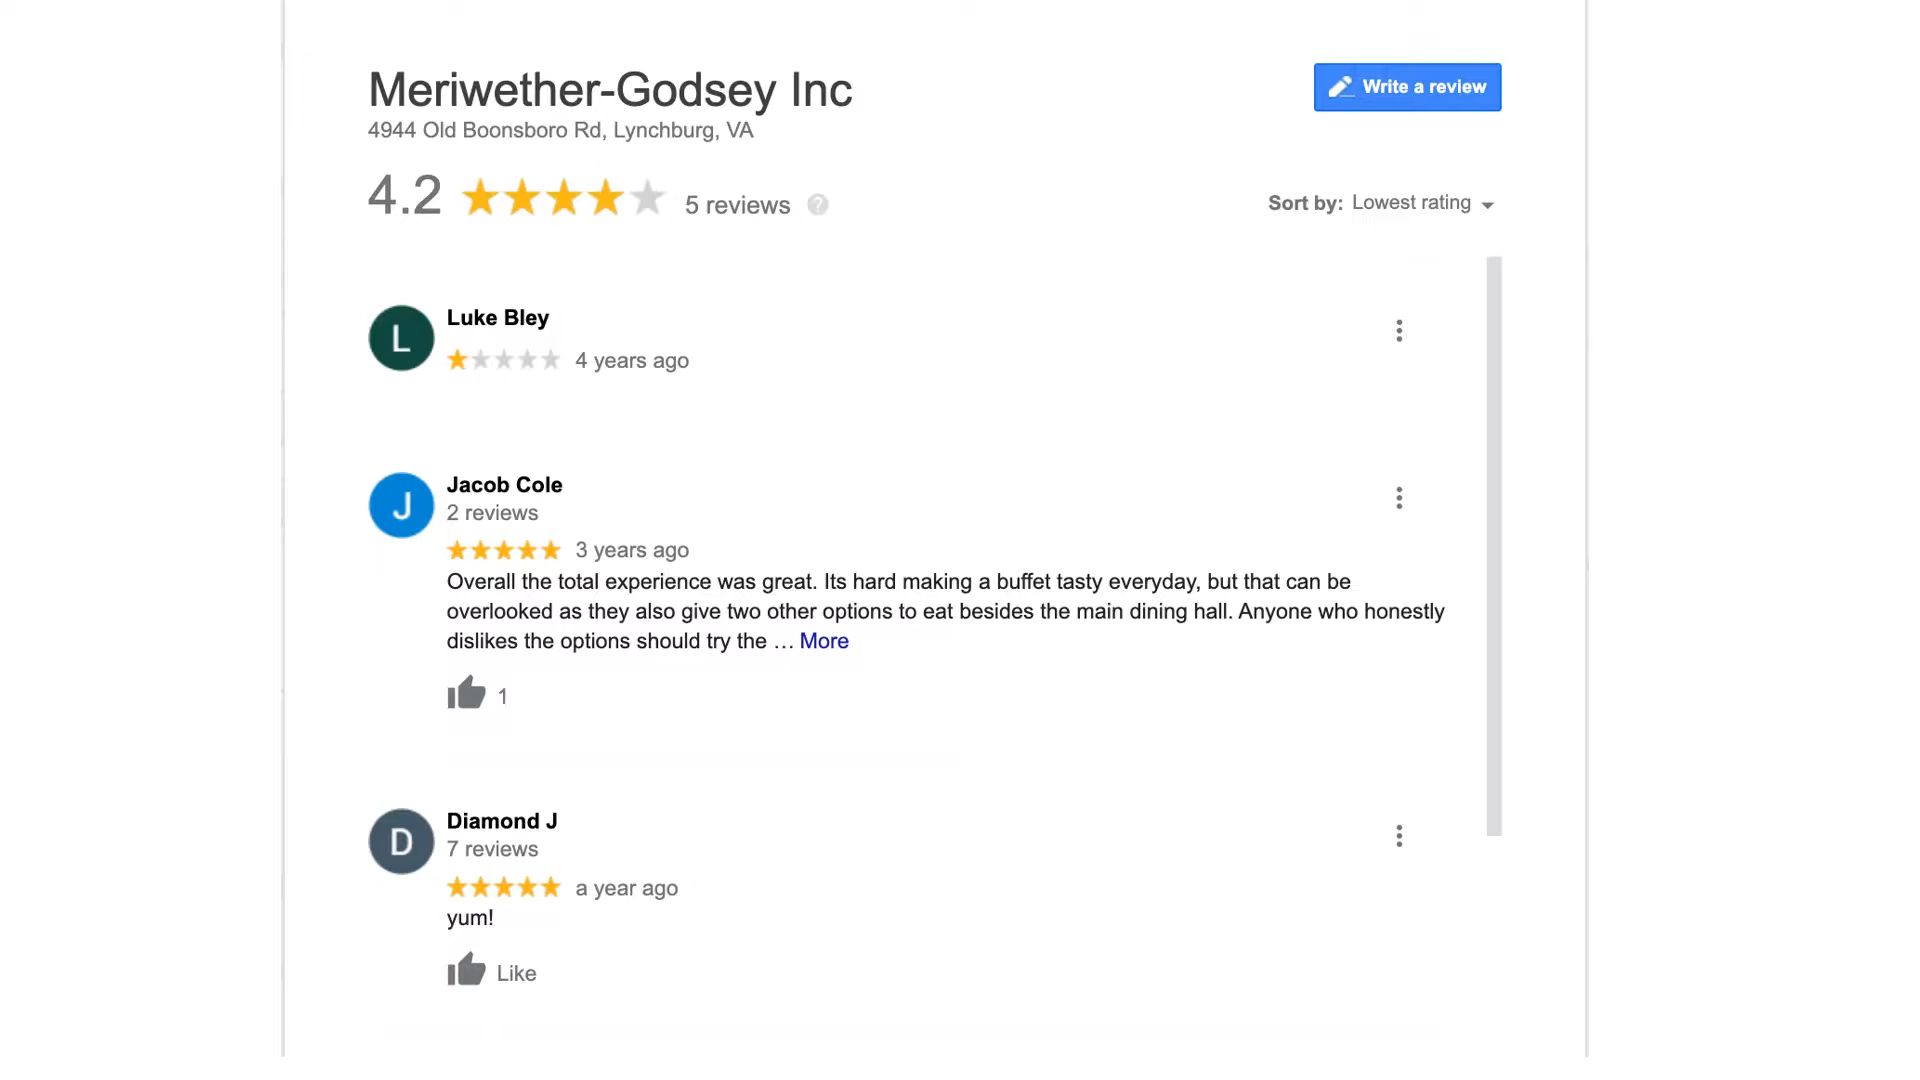 Meriwether-Godsey Inc
Write a review
4944 Old Boonsboro Rd, Lynchburg, VA
4.2 5 reviews ?
Sort by: Lowest rating
L
Luke Bley
4 years ago
J
Jacob Cole
2 reviews
3 years ago
Overall the total experience was great. Its hard making a buffet tasty everyday, but that can be
overlooked as they also give two other options to eat besides the main dining hall. Anyone who honestly
dislikes the options should try the … More
1
D
Diamond J
7 reviews
a year ago
yum!
Like